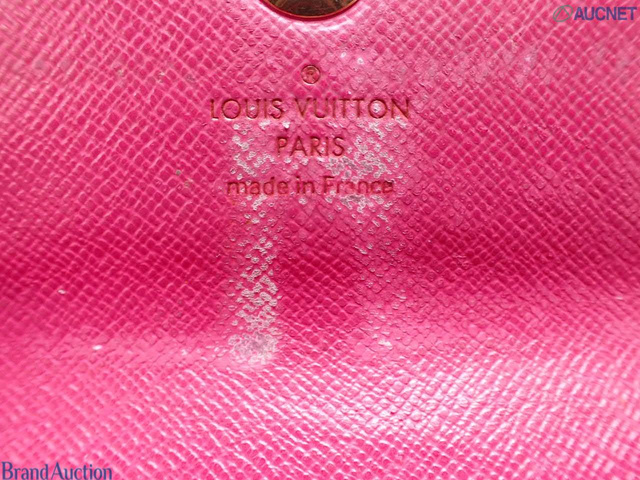 AUCNET
®
LOUIS VUITTON
PARIS
made in France
BrandAuction